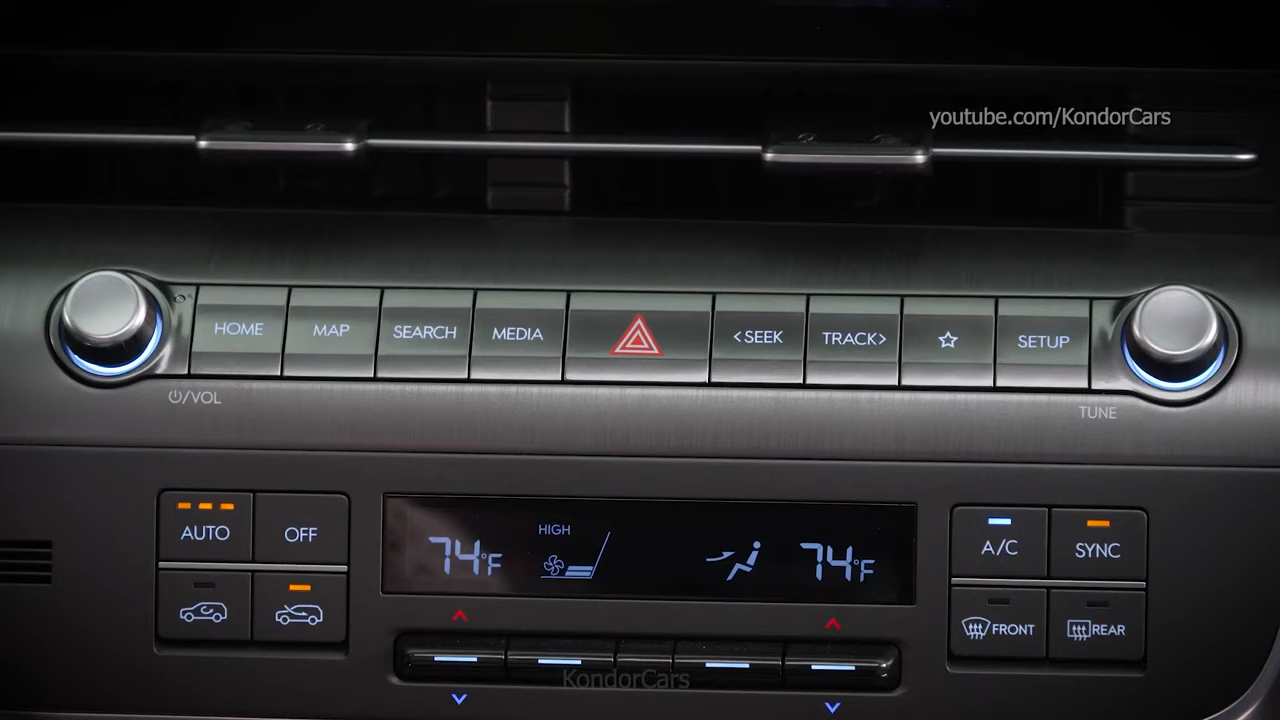 youtube.com/KondorCars
HOME
MAP
SEARCH
MEDIA
<SEEK
TRACK>
SETUP
/VOL
TUNE
AUTO
OFF
74°F
HIGH
74°F
A/C
SYNC
FRONT
REAR
KondorCars